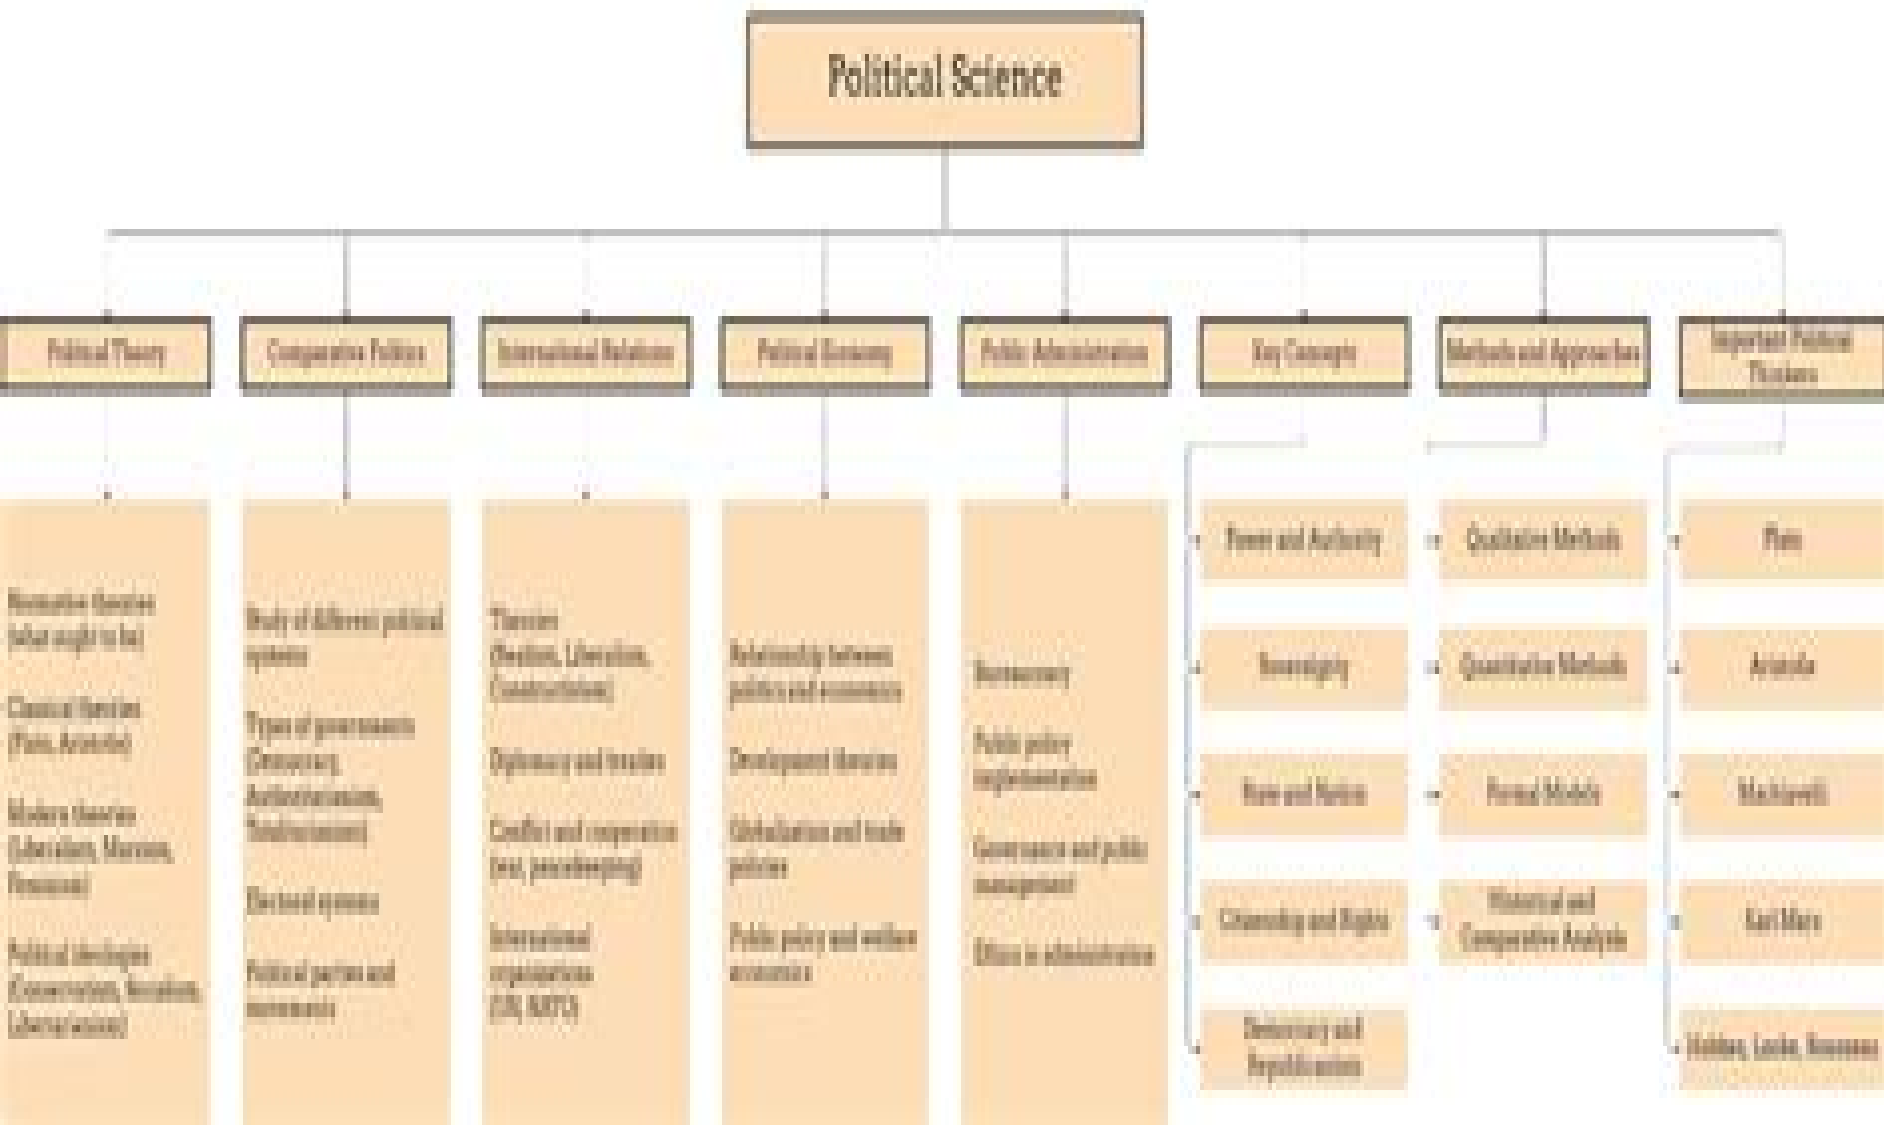 Political Science
Political Theory
Comparative Politics
International Relations
Political Economy
Public Administration
Key Concepts
Methods and Approaches
Important Political
Thinkers
Normative theories
(what ought to be)
Classical theories
(Plato, Aristotle)
Modern theories
(Liberalism, Marxism,
Feminism)
Political ideologies
(Conservatism, Socialism,
Libertarianism)
Study of different political
systems
Types of governments
(Democracy,
Authoritarianism,
Totalitarianism)
Electoral systems
Political parties and
movements
Theories
(Realism, Liberalism,
Constructivism)
Diplomacy and treaties
Conflict and cooperation
(war, peacekeeping)
International
organizations
(UN, NATO)
Relationship between
politics and economics
Development theories
Globalization and trade
policies
Public policy and welfare
economics
Bureaucracy
Public policy
implementation
Governance and public
management
Ethics in administration
Power and Authority
Sovereignty
State and Nation
Citizenship and Rights
Democracy and
Republicanism
Qualitative Methods
Quantitative Methods
Formal Models
Historical and
Comparative Analysis
Plato
Aristotle
Machiavelli
Karl Marx
Hobbes, Locke, Rousseau